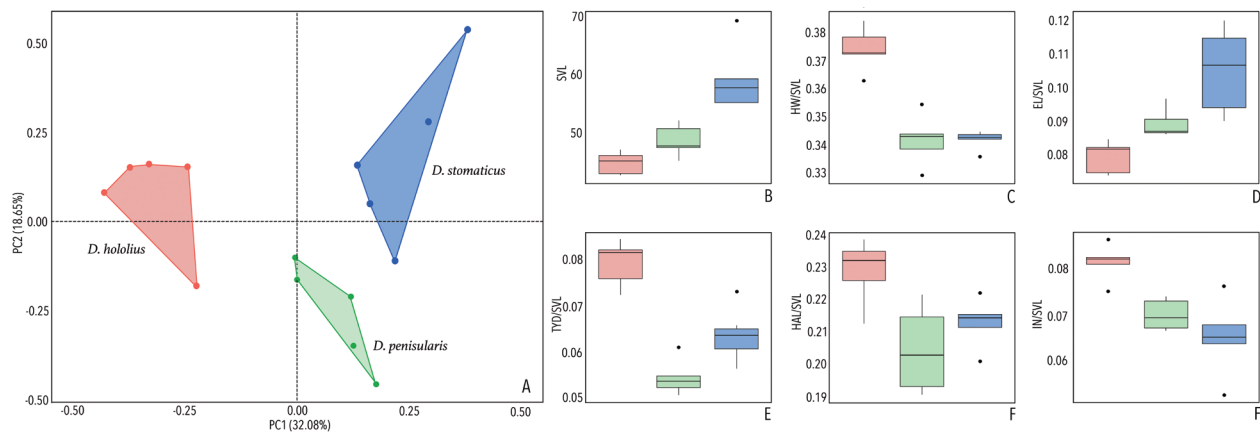 0.50
0.25
0.00
-0.25
-0.50
PC2 (18.65%)
-0.50
-0.25
0.00
0.25
0.50
PC1 (32.08%)
D. hololius
D. stomaticus
D. penisularis
A
70
60
50
SVL
B
0.38
0.37
0.36
0.35
0.34
0.33
HW/SVL
C
0.12
0.11
0.10
0.09
0.08
EL/SVL
D
0.08
0.07
0.06
0.05
TYD/SVL
E
0.24
0.23
0.22
0.21
0.20
0.19
HAL/SVL
F
0.08
0.07
0.06
IN/SVL
F